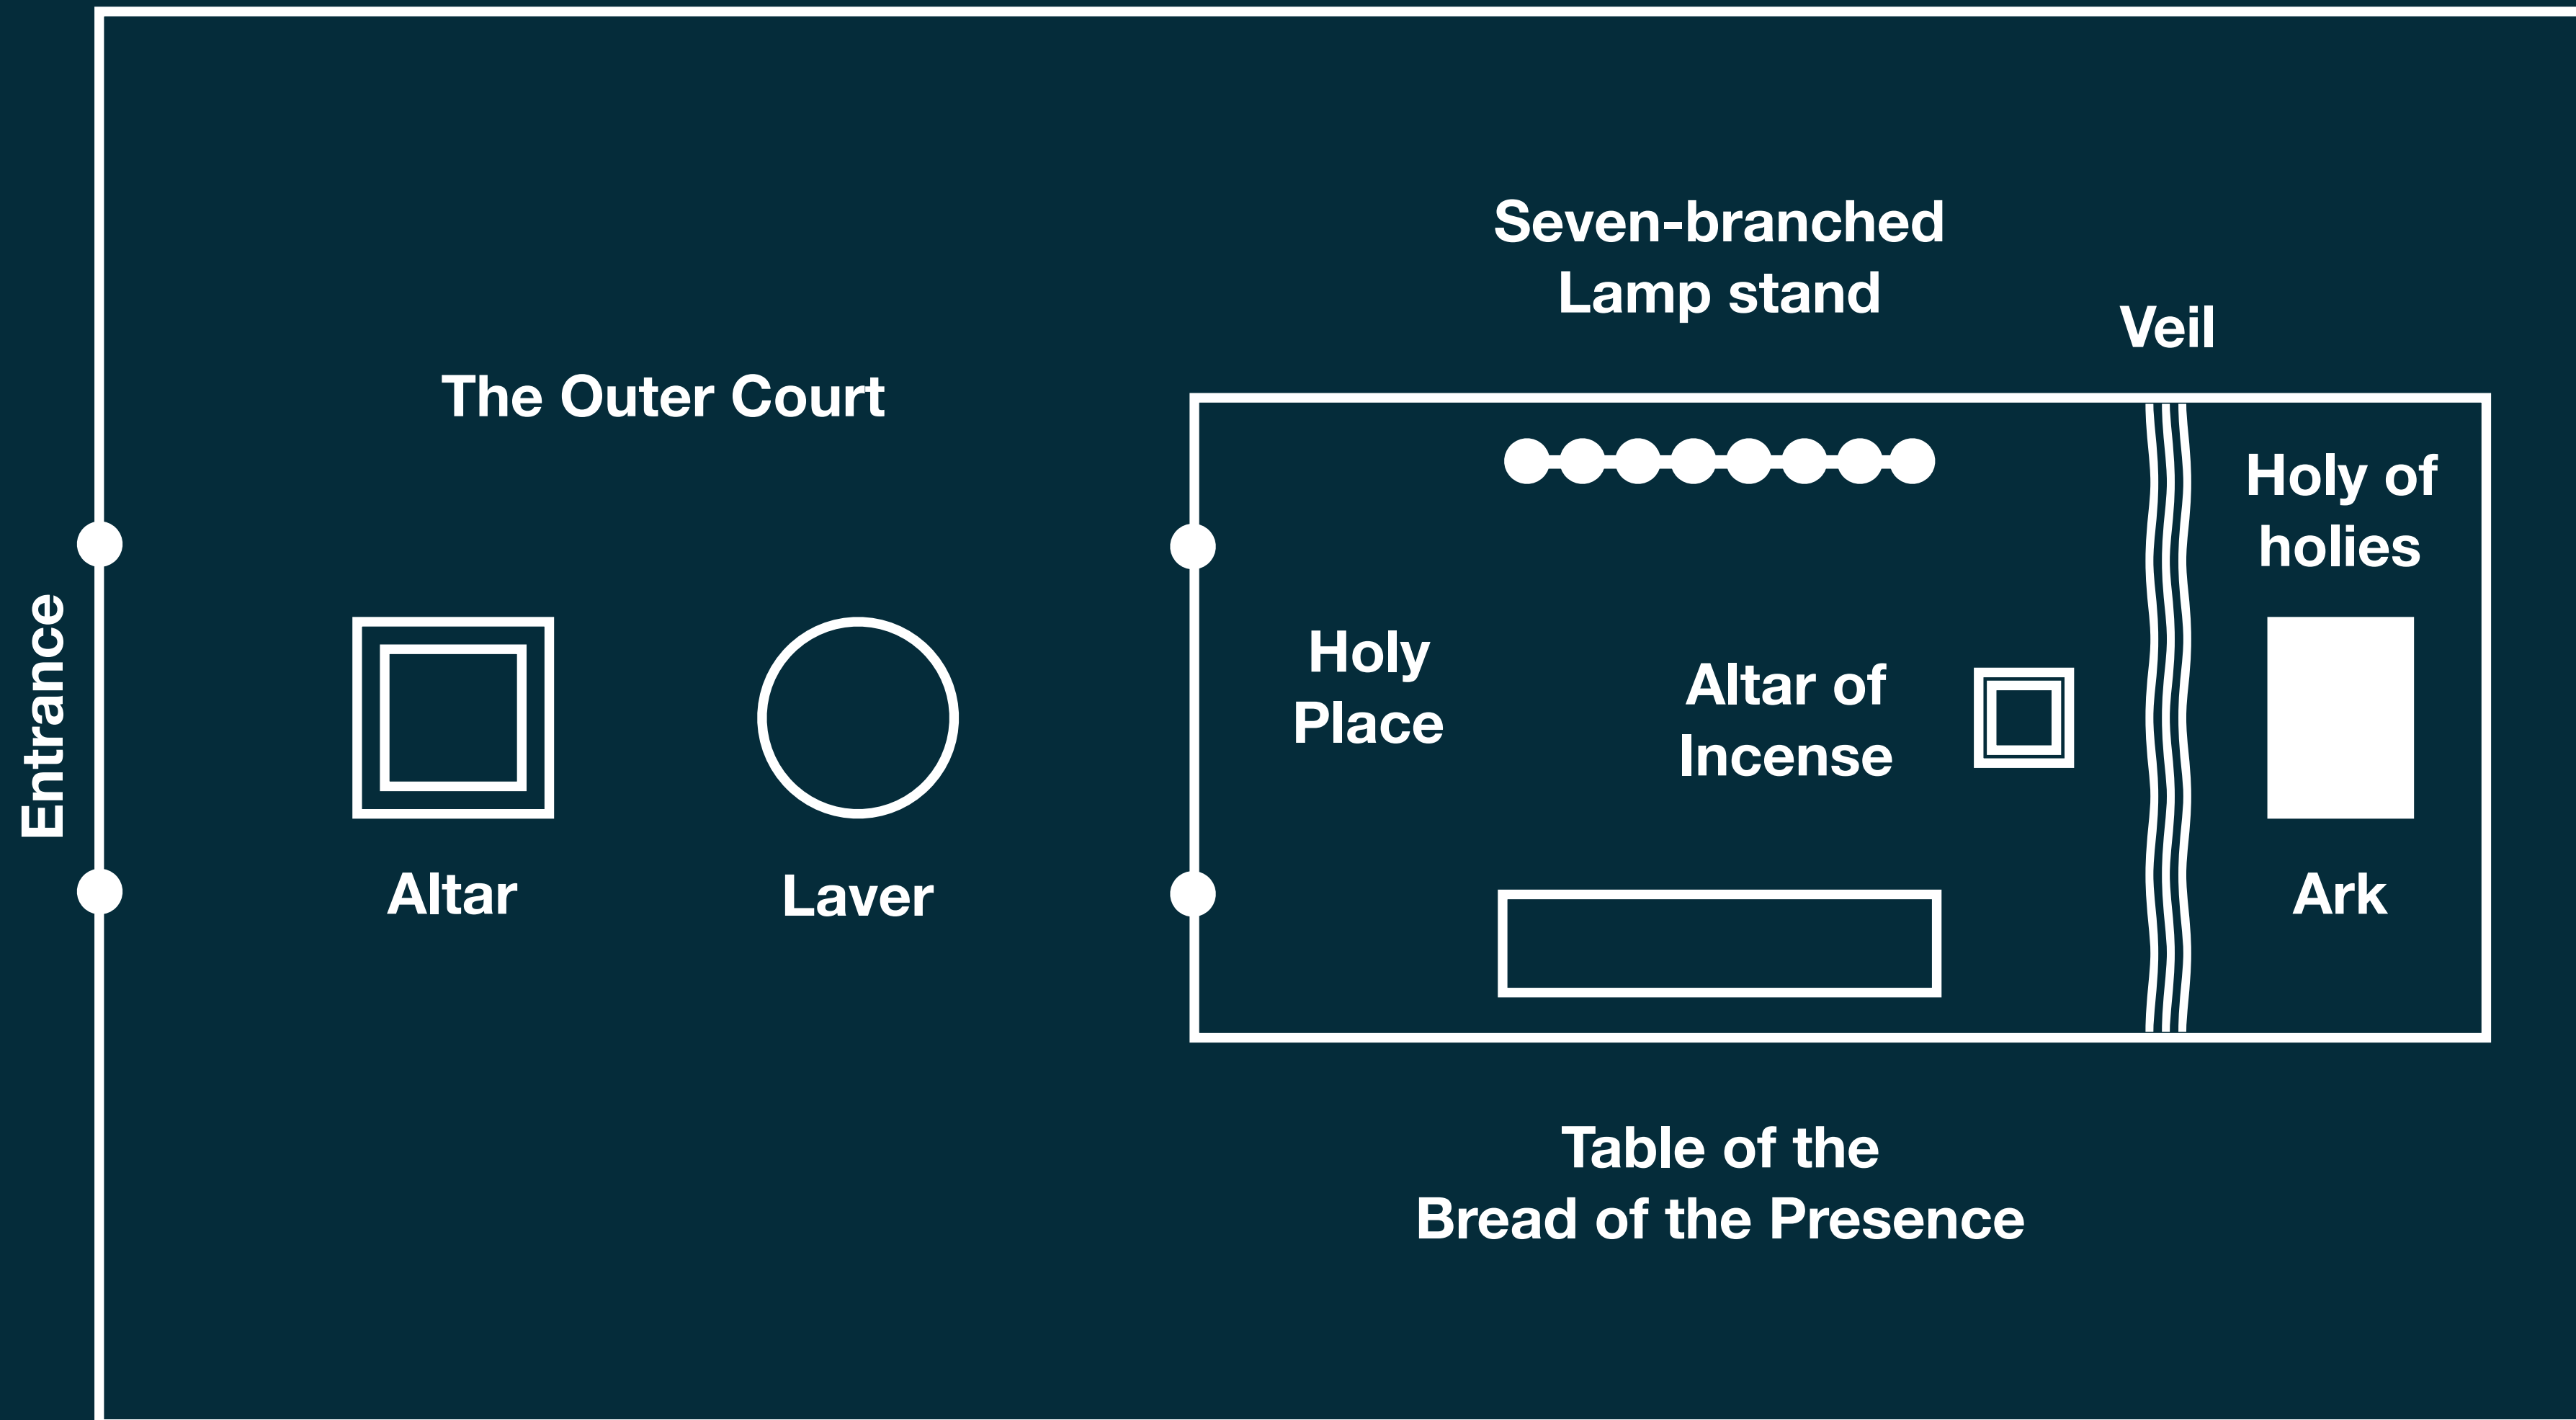 Entrance
The Outer Court
Altar
Laver
Seven-branched
Lamp stand
Veil
Holy
Place
Altar of
Incense
Holy of
holies
Ark
Table of the
Bread of the Presence